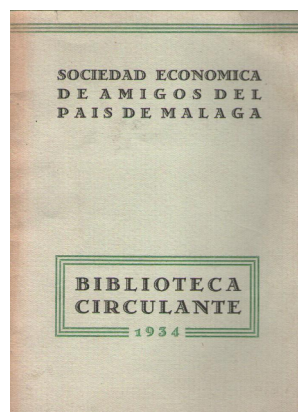 SOCIEDAD ECONOMICA
DE AMIGOS DEL
PAIS DE MALAGA
BIBLIOTECA
CIRCULANTE
1934